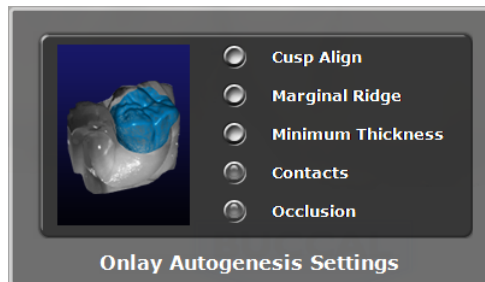 Cusp Align
Marginal Ridge
Minimum Thickness
Contacts
Occlusion
Onlay Autogenesis Settings